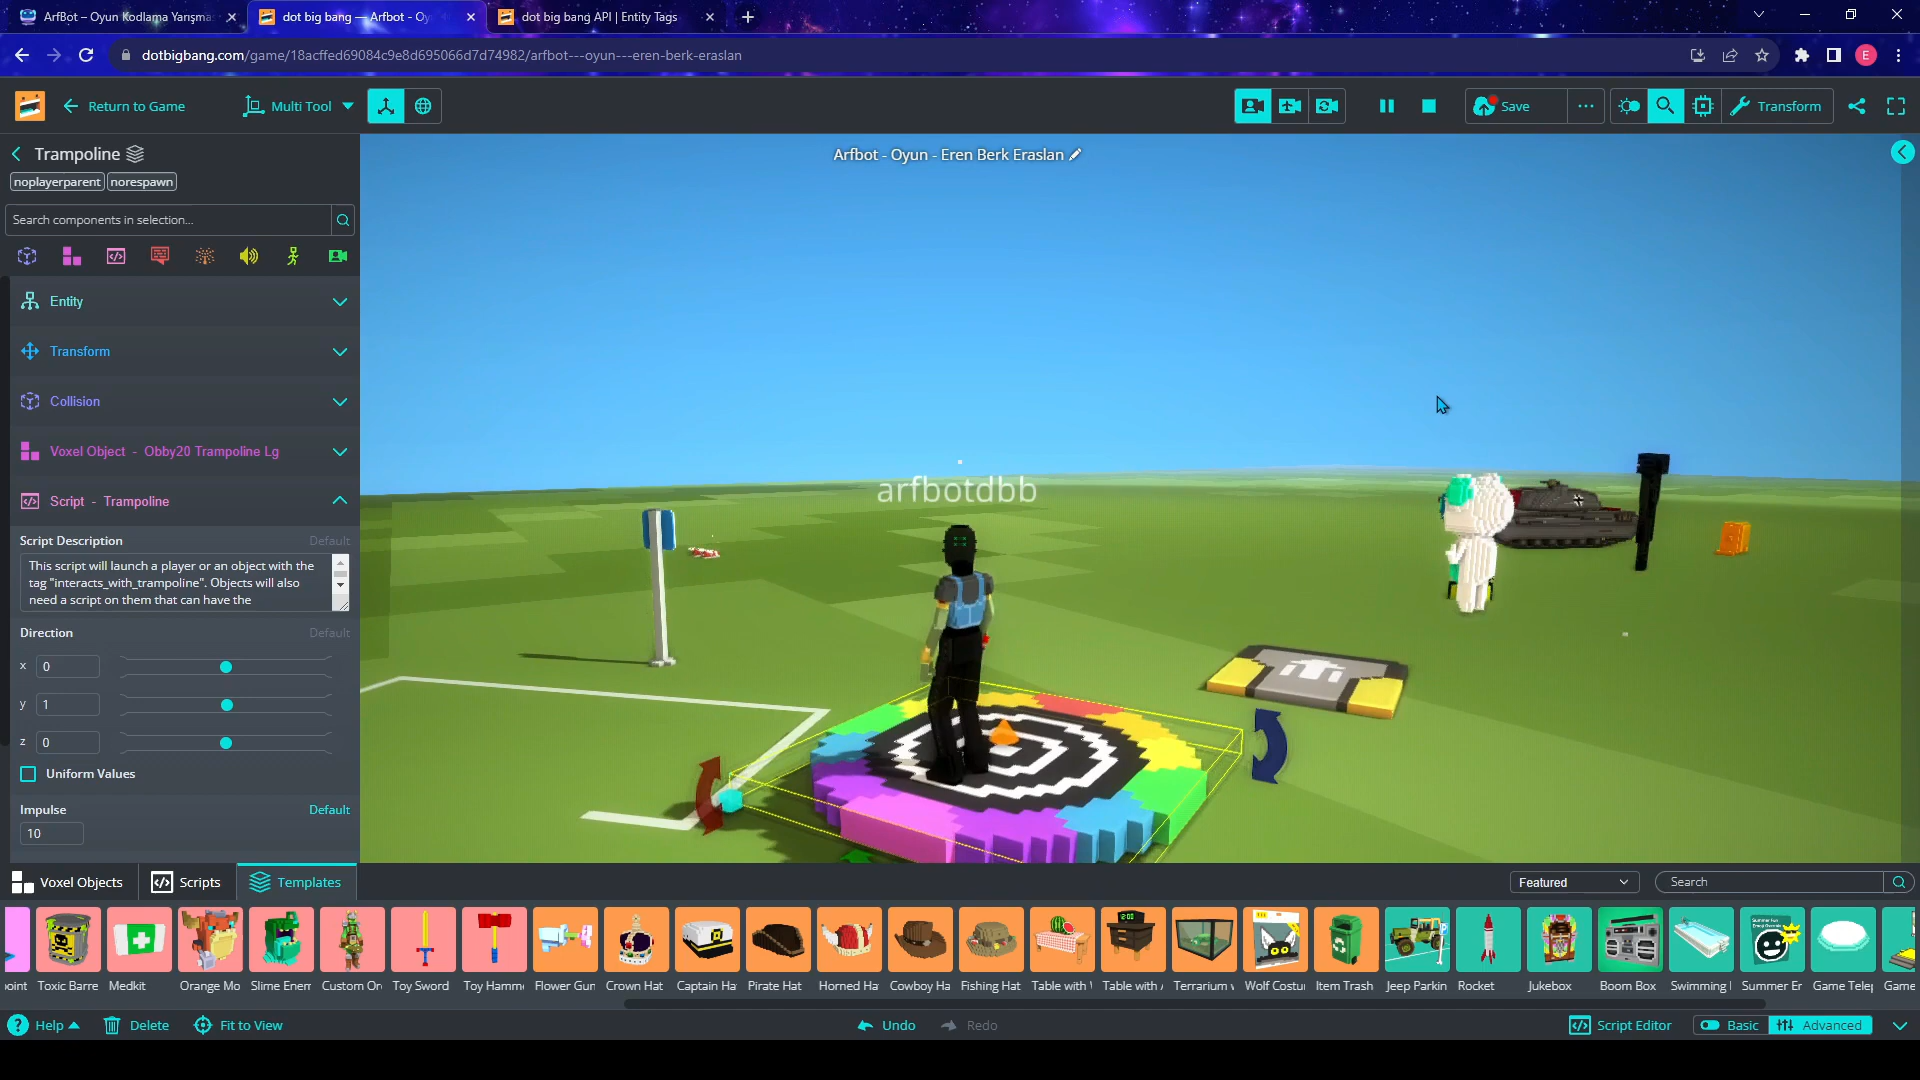 ArfBot – Oyun Kodlama Yarışma
dot big bang — Arfbot - Oy
dot big bang API | Entity Tags
dotbigbang.com/game/18acffed69084c9e8d695066d7d74982/arfbot---oyun---eren-berk-eraslan
E
Return to Game
Multi Tool
Save
Transform
Trampoline
noplayerparent
norespawn
Search components in selection...
Entity
Transform
Collision
Voxel Object - Obby20 Trampoline Lg
Script - Trampoline
Script Description
Default
This script will launch a player or an object with the
tag "interacts_with_trampoline". Objects will also
need a script on them that can have the
Direction
Default
x 0
y 1
z 0
Uniform Values
Impulse
Default
10
Arfbot - Oyun - Eren Berk Eraslan
arfbotdbb
Voxel Objects
Scripts
Templates
Featured
Search
oint
Toxic Barre
Medkit
Orange Mo
Slime Enem
Custom Or
Toy Sword
Toy Hamm
Flower Gun
Crown Hat
Captain Ha
Pirate Hat
Horned Ha
Cowboy Ha
Fishing Hat
Table with
Table with
Terrarium
Wolf Costu
Item Trash
Jeep Parkin
Rocket
Jukebox
Boom Box
Swimming
Summer Er
Game Tele
Game
Help
Delete
Fit to View
Undo
Redo
Script Editor
Basic
Advanced